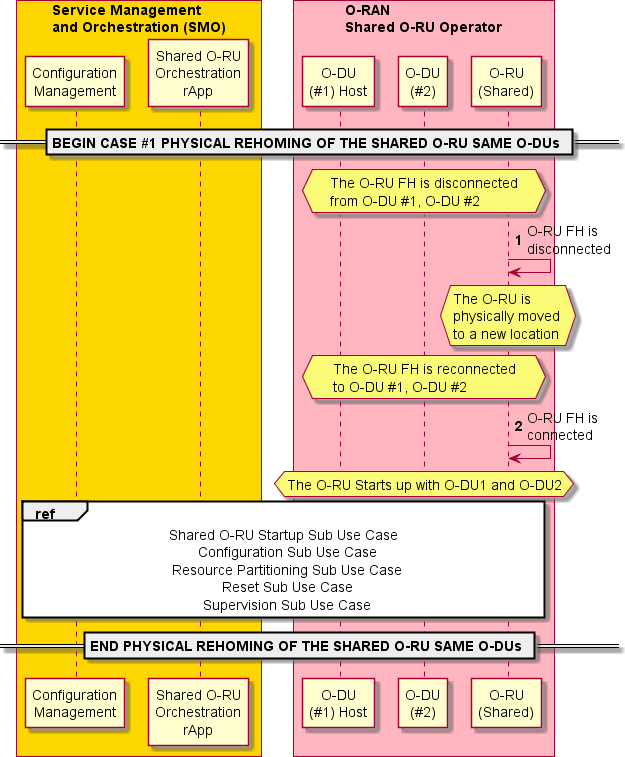 Service Management
and Orchestration (SMO)
O-RAN
Shared O-RU Operator
Configuration
Management
Shared O-RU
Orchestration
rApp
O-DU
(#1) Host
O-DU
(#2)
O-RU
(Shared)
BEGIN CASE #1 PHYSICAL REHOMING OF THE SHARED O-RU SAME O-DUs
The O-RU FH is disconnected
from O-DU #1, O-DU #2
1 O-RU FH is
disconnected
The O-RU is
physically moved
to a new location
The O-RU FH is reconnected
to O-DU #1, O-DU #2
2 O-RU FH is
connected
The O-RU Starts up with O-DU1 and O-DU2
ref
Shared O-RU Startup Sub Use Case
Configuration Sub Use Case
Resource Partitioning Sub Use Case
Reset Sub Use Case
Supervision Sub Use Case
END PHYSICAL REHOMING OF THE SHARED O-RU SAME O-DUs
Configuration
Management
Shared O-RU
Orchestration
rApp
O-DU
(#1) Host
O-DU
(#2)
O-RU
(Shared)